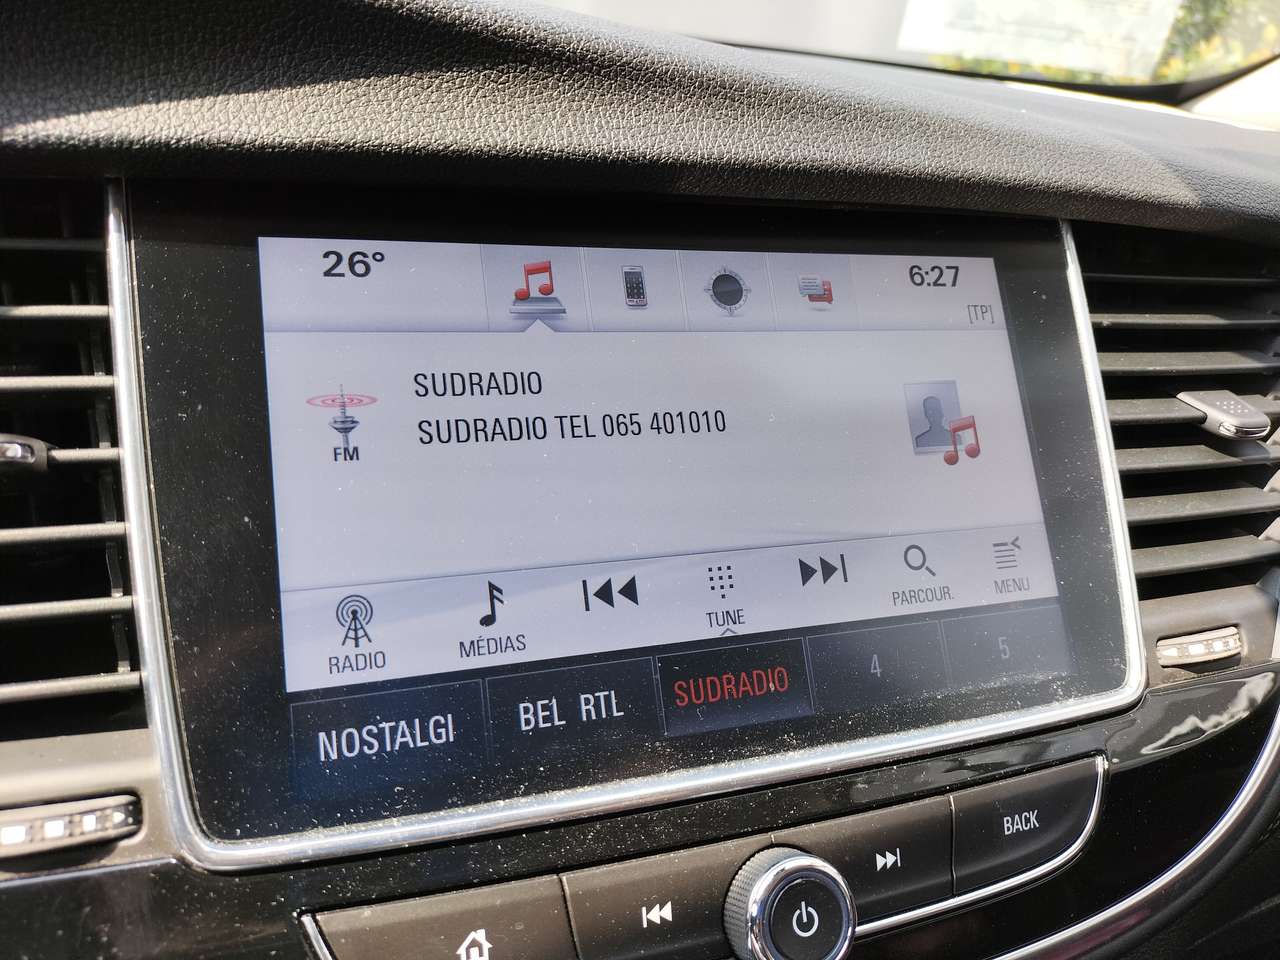 26°
6:27
[TP]
SUDRADIO
SUDRADIO TEL 065 401010
FM
RADIO
MÉDIAS
TUNE
PARCOUR.
MENU
NOSTALGI
BEL RTL
SUDRADIO
4
5
BACK